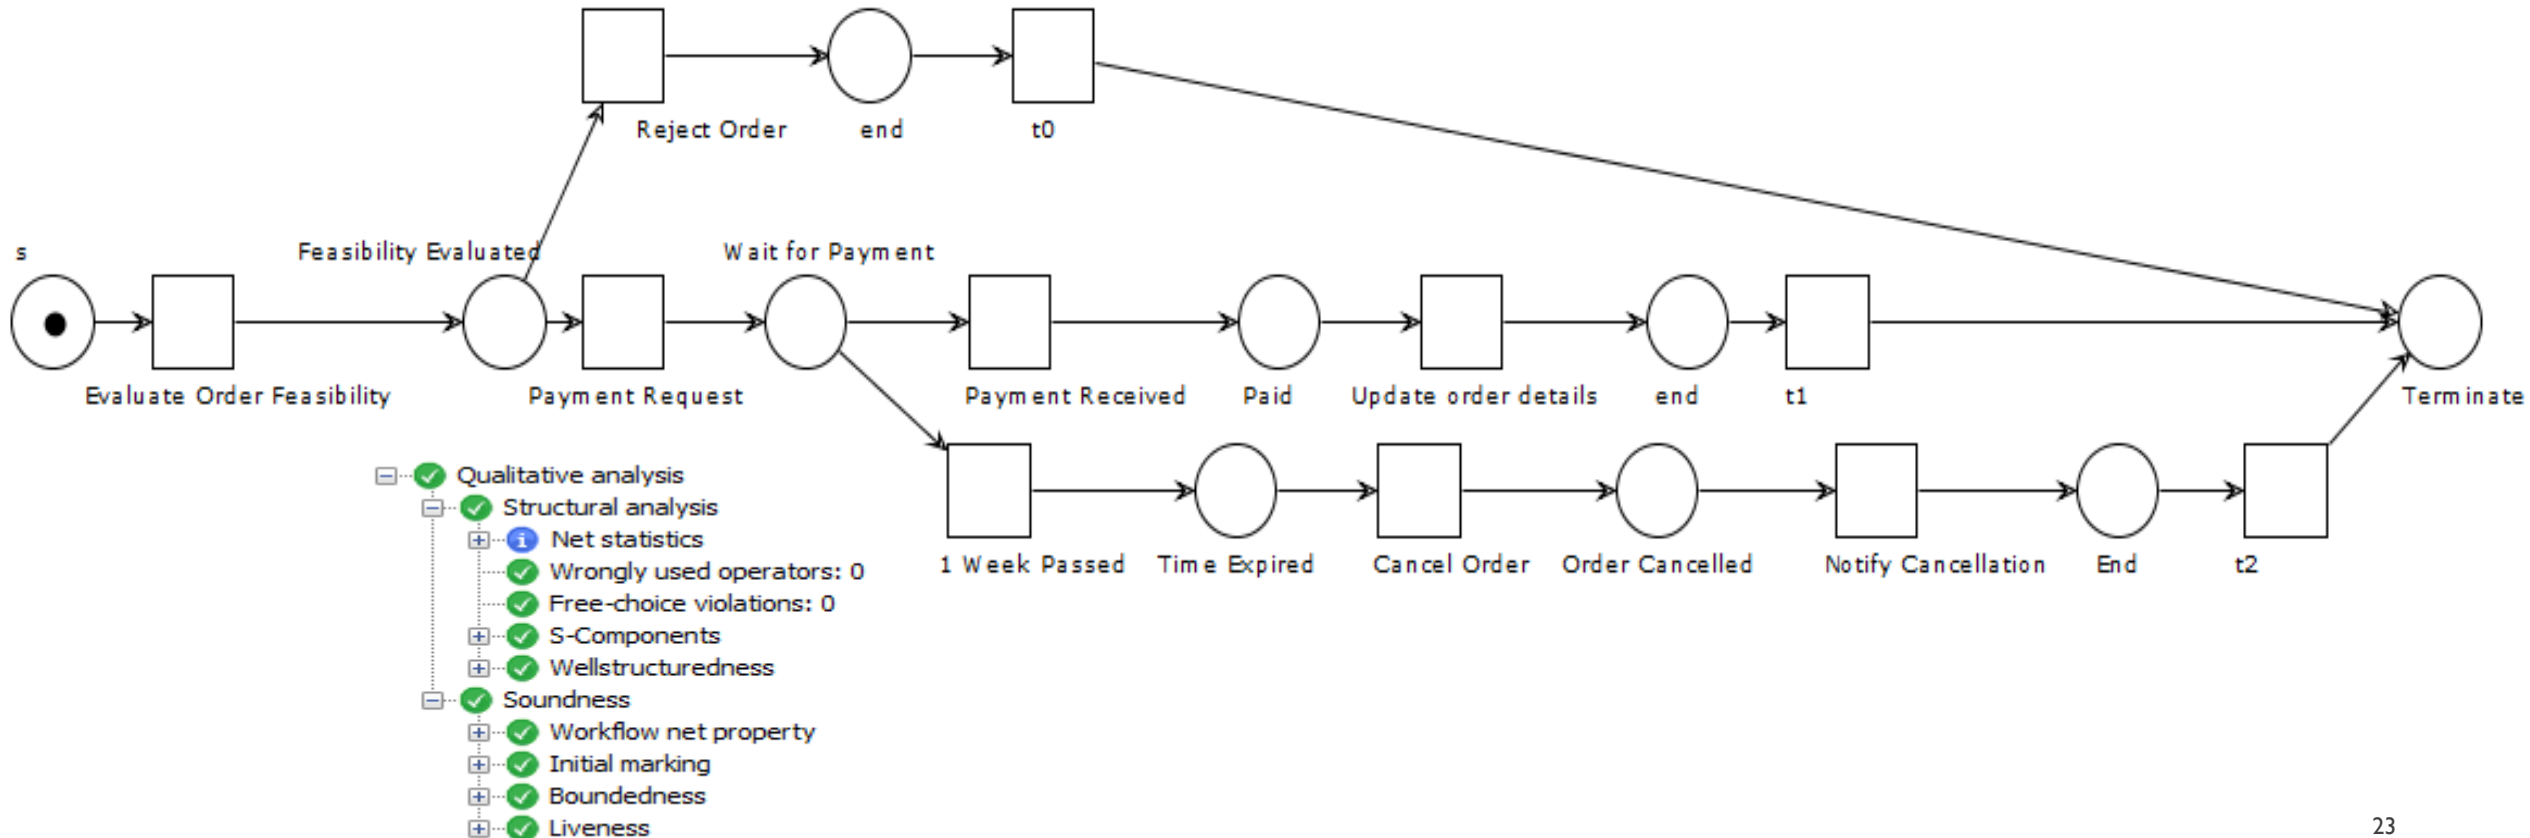 Reject Order
end
t0
s
Feasibility Evaluated
Wait for Payment
Evaluate Order Feasibility
Payment Request
Payment Received
Paid
Update order details
end
t1
Terminate
1 Week Passed
Time Expired
Cancel Order
Order Cancelled
Notify Cancellation
End
t2
Qualitative analysis
Structural analysis
Net statistics
Wrongly used operators: 0
Free-choice violations: 0
S-Components
Wellstructuredness
Soundness
Workflow net property
Initial marking
Boundedness
Liveness
23